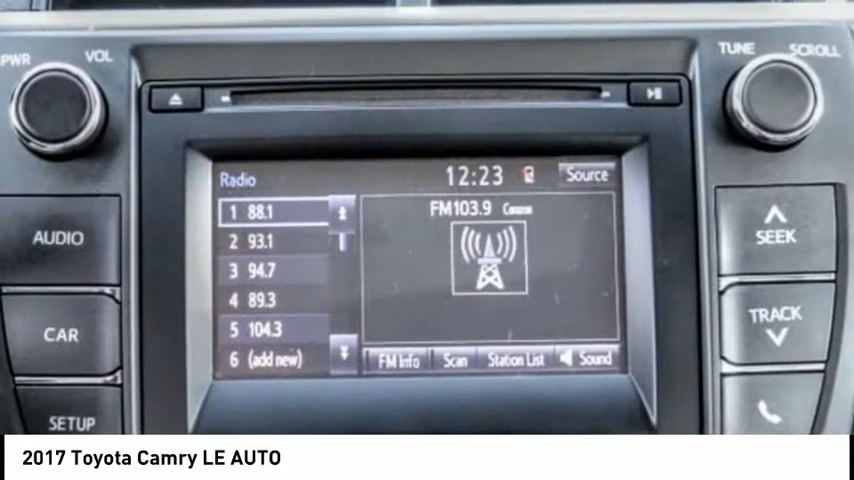 PWR VOL
TUNE SCROLL
Radio
12:23
Source
1 88.1
2 93.1
3 94.7
4 89.3
5 104.3
6 (add new)
FM103.9
FM Info
Scan
Station List
Sound
AUDIO
CAR
SETUP
SEEK
TRACK
2017 Toyota Camry LE AUTO